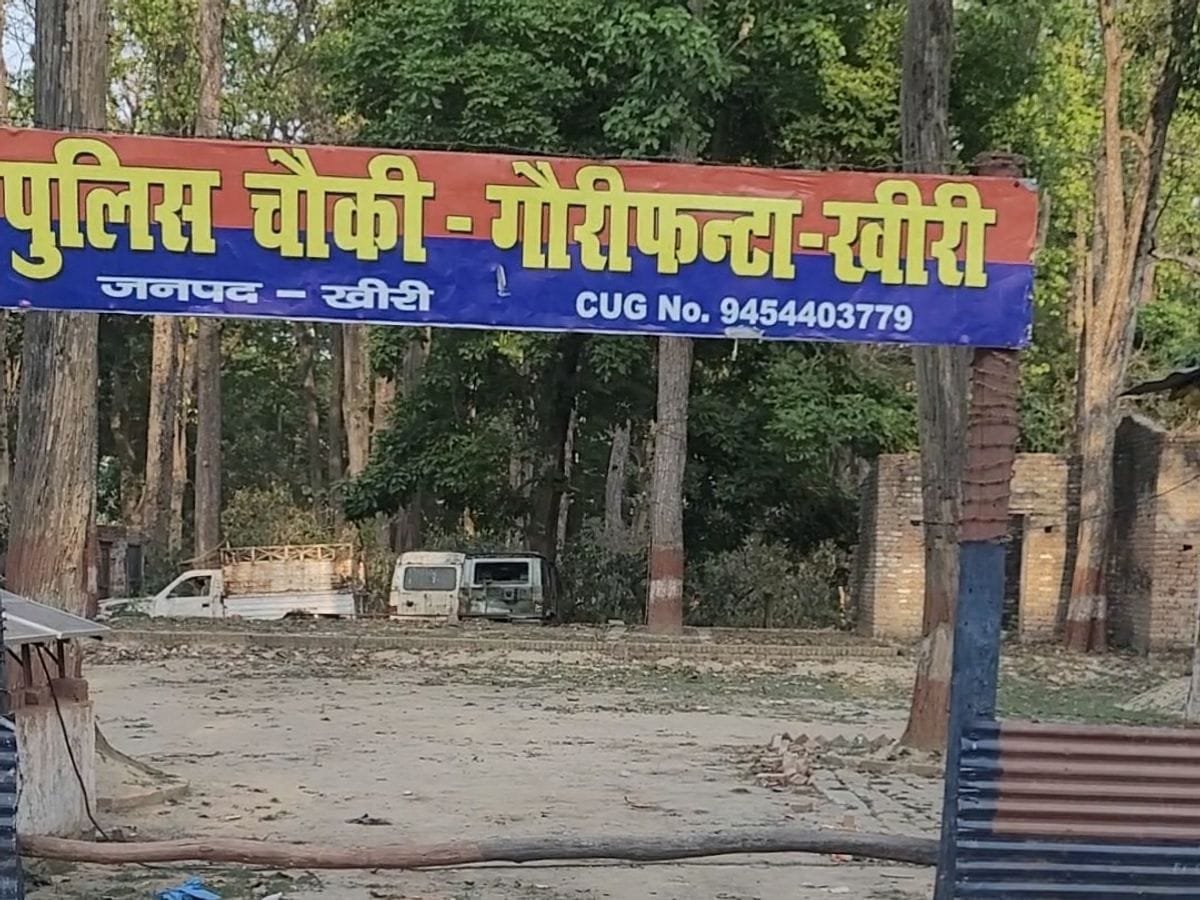 पुलिस चौकी - गौरीफन्टा-खीरी
जनपद - खीरी CUG No. 9454403779